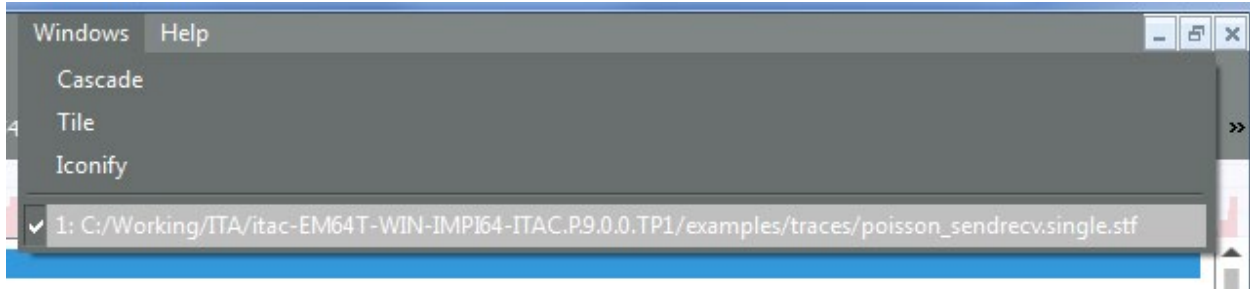 Windows Help
Cascade
Tile
Iconify
1: C:/Working/ITA/itac-EM64T-WIN-IMPI64-ITAC.P.9.0.0.TP1/examples/traces/poisson_sendrecv.single.stf